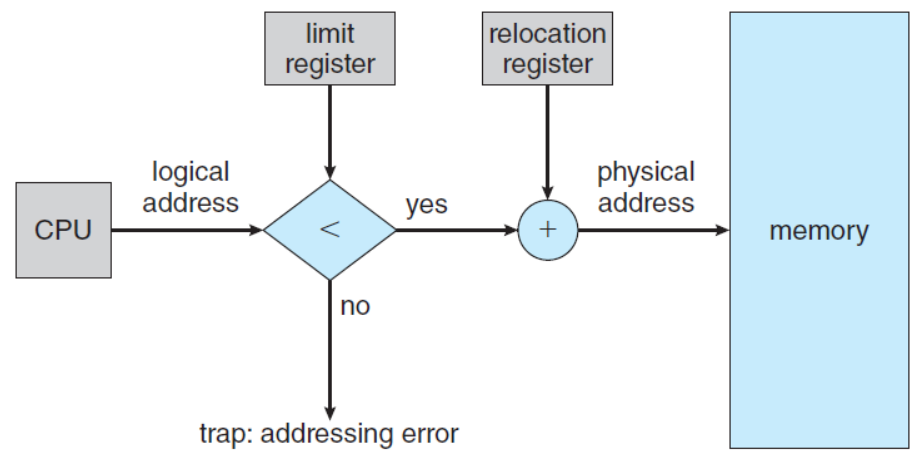 limit
register
relocation
register
logical
address
physical
address
CPU
<
yes
+
memory
no
trap: addressing error